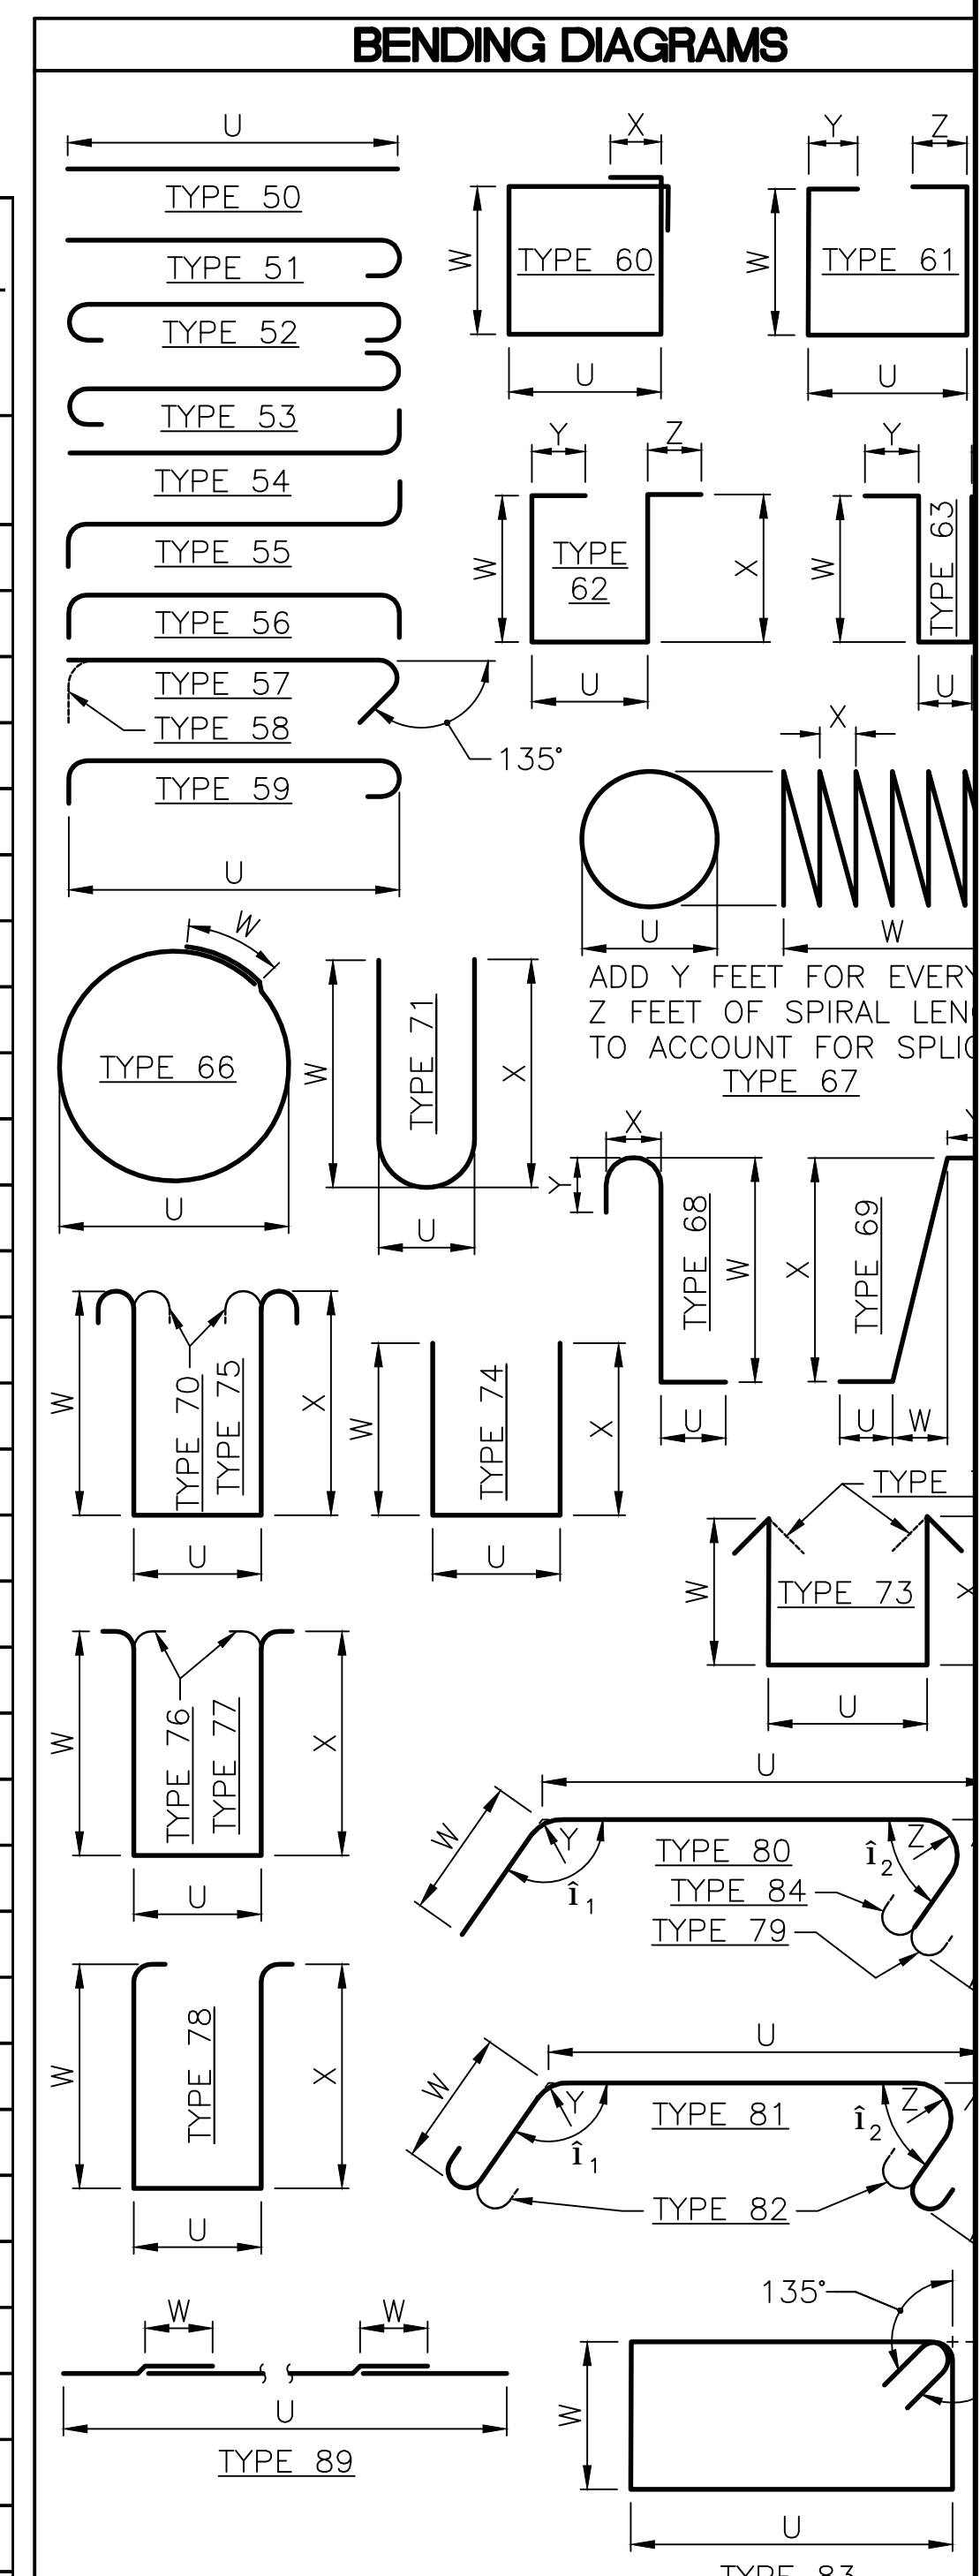 BENDING DIAGRAMS
U
TYPE 50
TYPE 51
TYPE 52
TYPE 53
TYPE 54
TYPE 55
TYPE 56
TYPE 57
TYPE 58
135°
TYPE 59
U
X
W
TYPE 60
U
Y Z
W
TYPE 61
U
Y Z
W
TYPE
62
X
U
Y
W
TYPE 63
U
X
U
W
ADD Y FEET FOR EVERY
Z FEET OF SPIRAL
TO ACCOUNT FOR
TYPE 67
W
TYPE 66
U
W
TYPE 71
X
U
X
Y
TYPE 68
W
U
X
TYPE 69
U W
W
TYPE 70
TYPE 75
X
U
W
TYPE 74
X
U
TYPE
W
TYPE 73
X
U
W
TYPE 76
TYPE 77
X
U
U
W
Y
î1
TYPE 80
TYPE 84
TYPE 79
î2
Z
W
TYPE 78
X
U
U
W
Y
î1
TYPE 81
î2
Z
TYPE 82
W W
U
TYPE 89
135°
W
U
TYPE 83